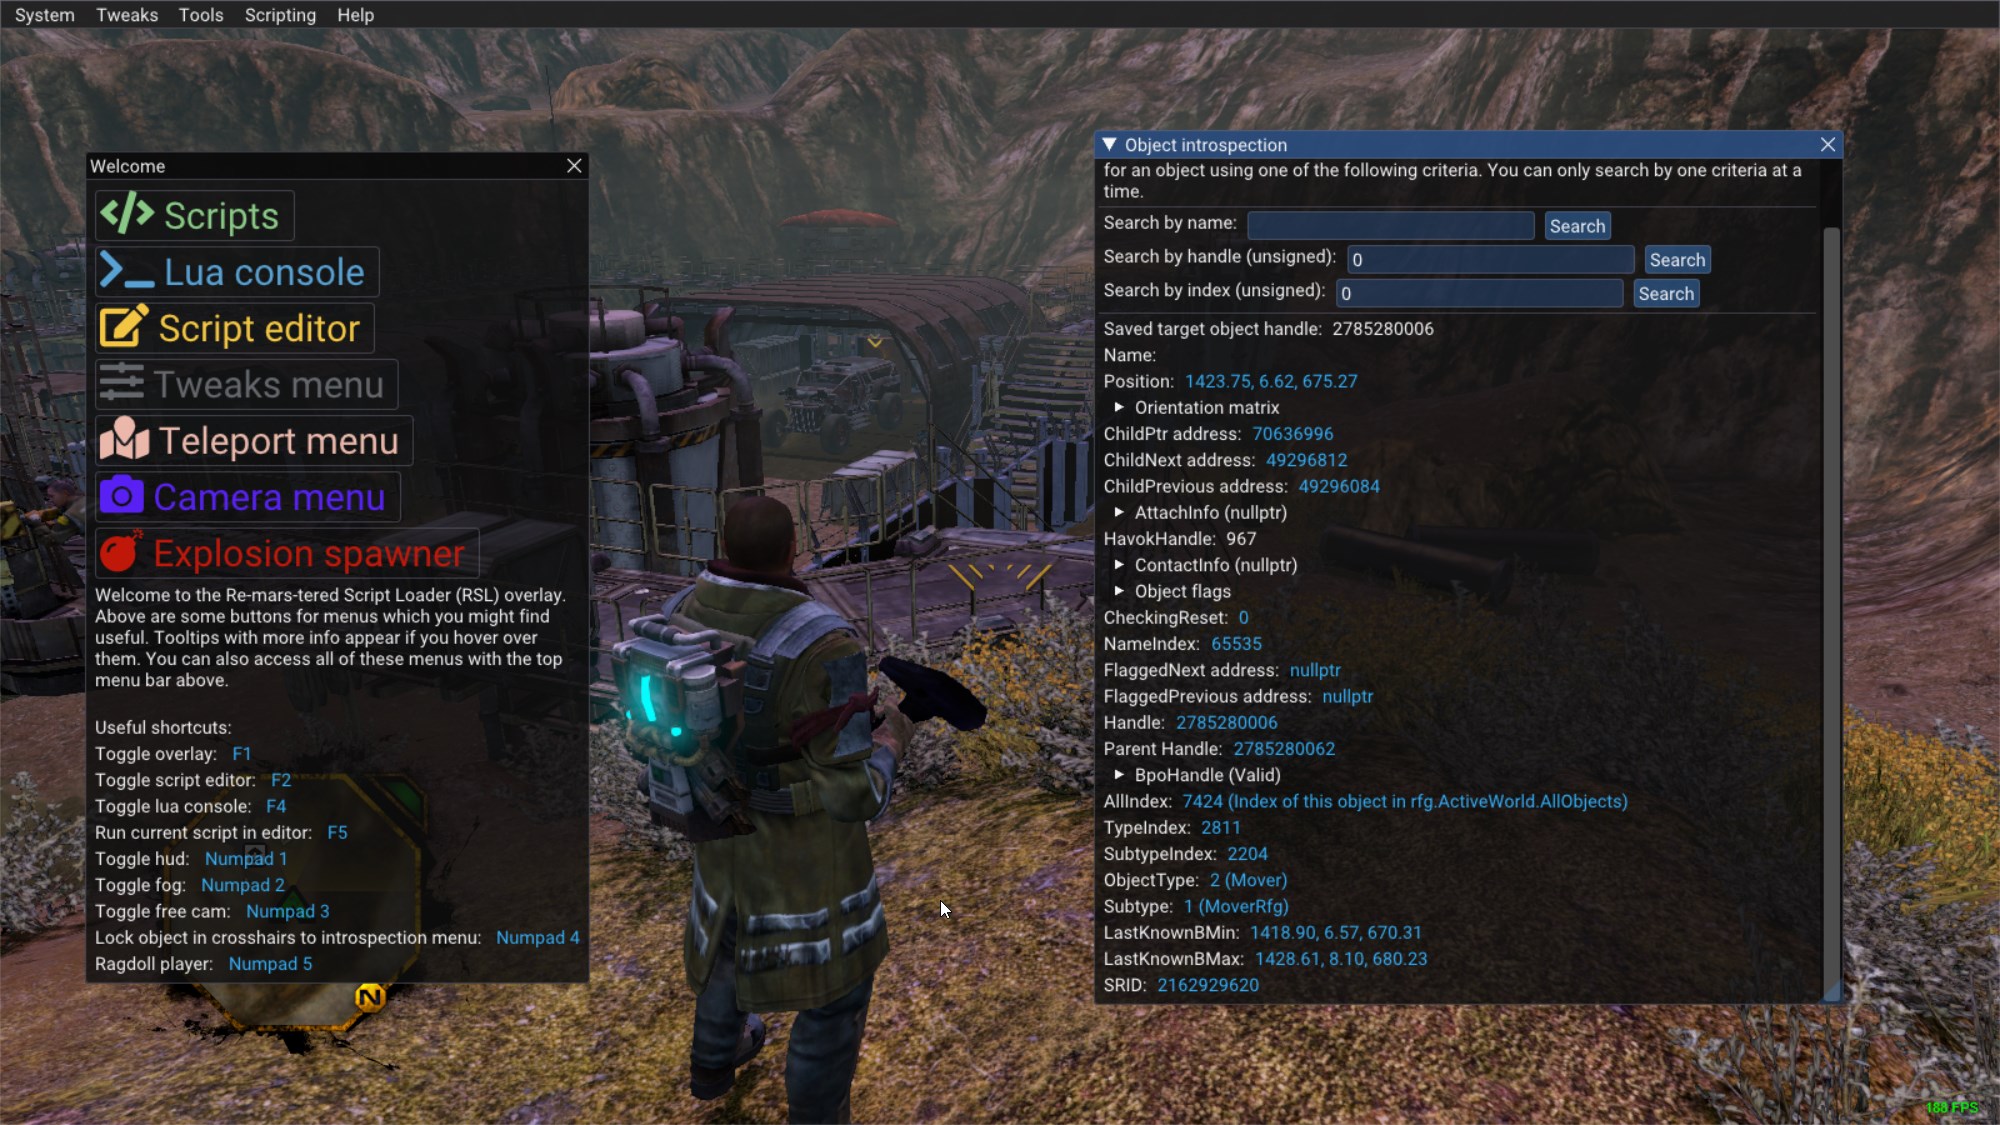 System Tweaks Tools Scripting Help
Welcome
Scripts
Lua console
Script editor
Tweaks menu
Teleport menu
Camera menu
Explosion spawner
Welcome to the Re-mars-tered Script Loader (RSL) overlay.
Above are some buttons for menus which you might find
useful. Tooltips with more info appear if you hover over
them. You can also access all of these menus with the top
menu bar above.
Useful shortcuts:
Toggle overlay: F1
Toggle script editor: F2
Toggle lua console: F4
Run current script in editor: F5
Toggle hud: Numpad 1
Toggle fog: Numpad 2
Toggle free cam: Numpad 3
Lock object in crosshairs to introspection menu: Numpad 4
Ragdoll player: Numpad 5
N
Object introspection
for an object using one of the following criteria. You can only search by one criteria at a
time.
Search by name: Search
Search by handle (unsigned): 0 Search
Search by index (unsigned): 0 Search
Saved target object handle: 2785280006
Name:
Position: 1423.75, 6.62, 675.27
Orientation matrix
ChildPtr address: 70636996
ChildNext address: 49296812
ChildPrevious address: 49296084
AttachInfo (nullptr)
HavokHandle: 967
ContactInfo (nullptr)
Object flags
CheckingReset: 0
NameIndex: 65535
FlaggedNext address: nullptr
FlaggedPrevious address: nullptr
Handle: 2785280006
Parent Handle: 2785280062
BpoHandle (Valid)
AllIndex: 7424 (Index of this object in rfg.ActiveWorld.AllObjects)
TypeIndex: 2811
SubtypeIndex: 2204
ObjectType: 2 (Mover)
Subtype: 1 (MoverRfg)
LastKnownBMin: 1418.90, 6.57, 670.31
LastKnownBMax: 1428.61, 8.10, 680.23
SRID: 2162929620
188 FPS